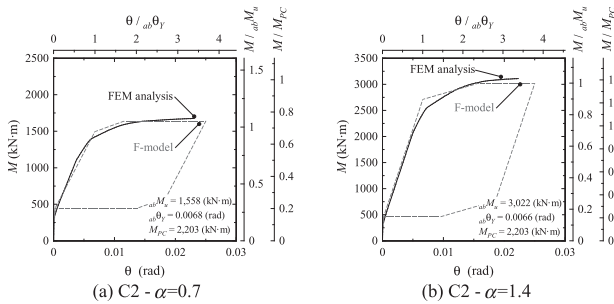 θ / abθY
0 1 2 3 4
M (kN·m)
2500
2000
1500
1000
500
0
FEM analysis
F-model
abMu = 1,558 (kN·m)
abθY = 0.0068 (rad)
MPC = 2,203 (kN·m)
0 0.01 0.02 0.03
θ (rad)
M / abMu
1.5
1
0.5
0
M / MPC
1
0.8
0.6
0.4
0.2
0
(a) C2 - α=0.7
θ / abθY
0 1 2 3 4
M (kN·m)
3500
3000
2500
2000
1500
1000
500
0
FEM analysis
F-model
abMu = 3,022 (kN·m)
abθY = 0.0066 (rad)
MPC = 2,203 (kN·m)
0 0.01 0.02 0.03
θ (rad)
M / abMu
1
0.5
0
M / MPC
1
0.8
0.6
0.4
0.2
0
(b) C2 - α=1.4